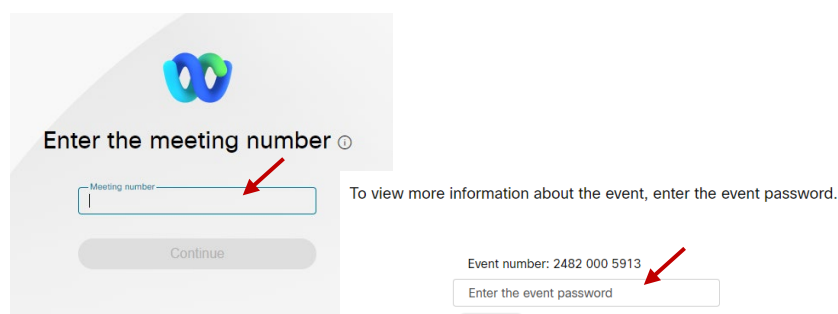 Enter the meeting number
Meeting number
Continue
To view more information about the event, enter the event password.
Event number: 2482 000 5913
Enter the event password